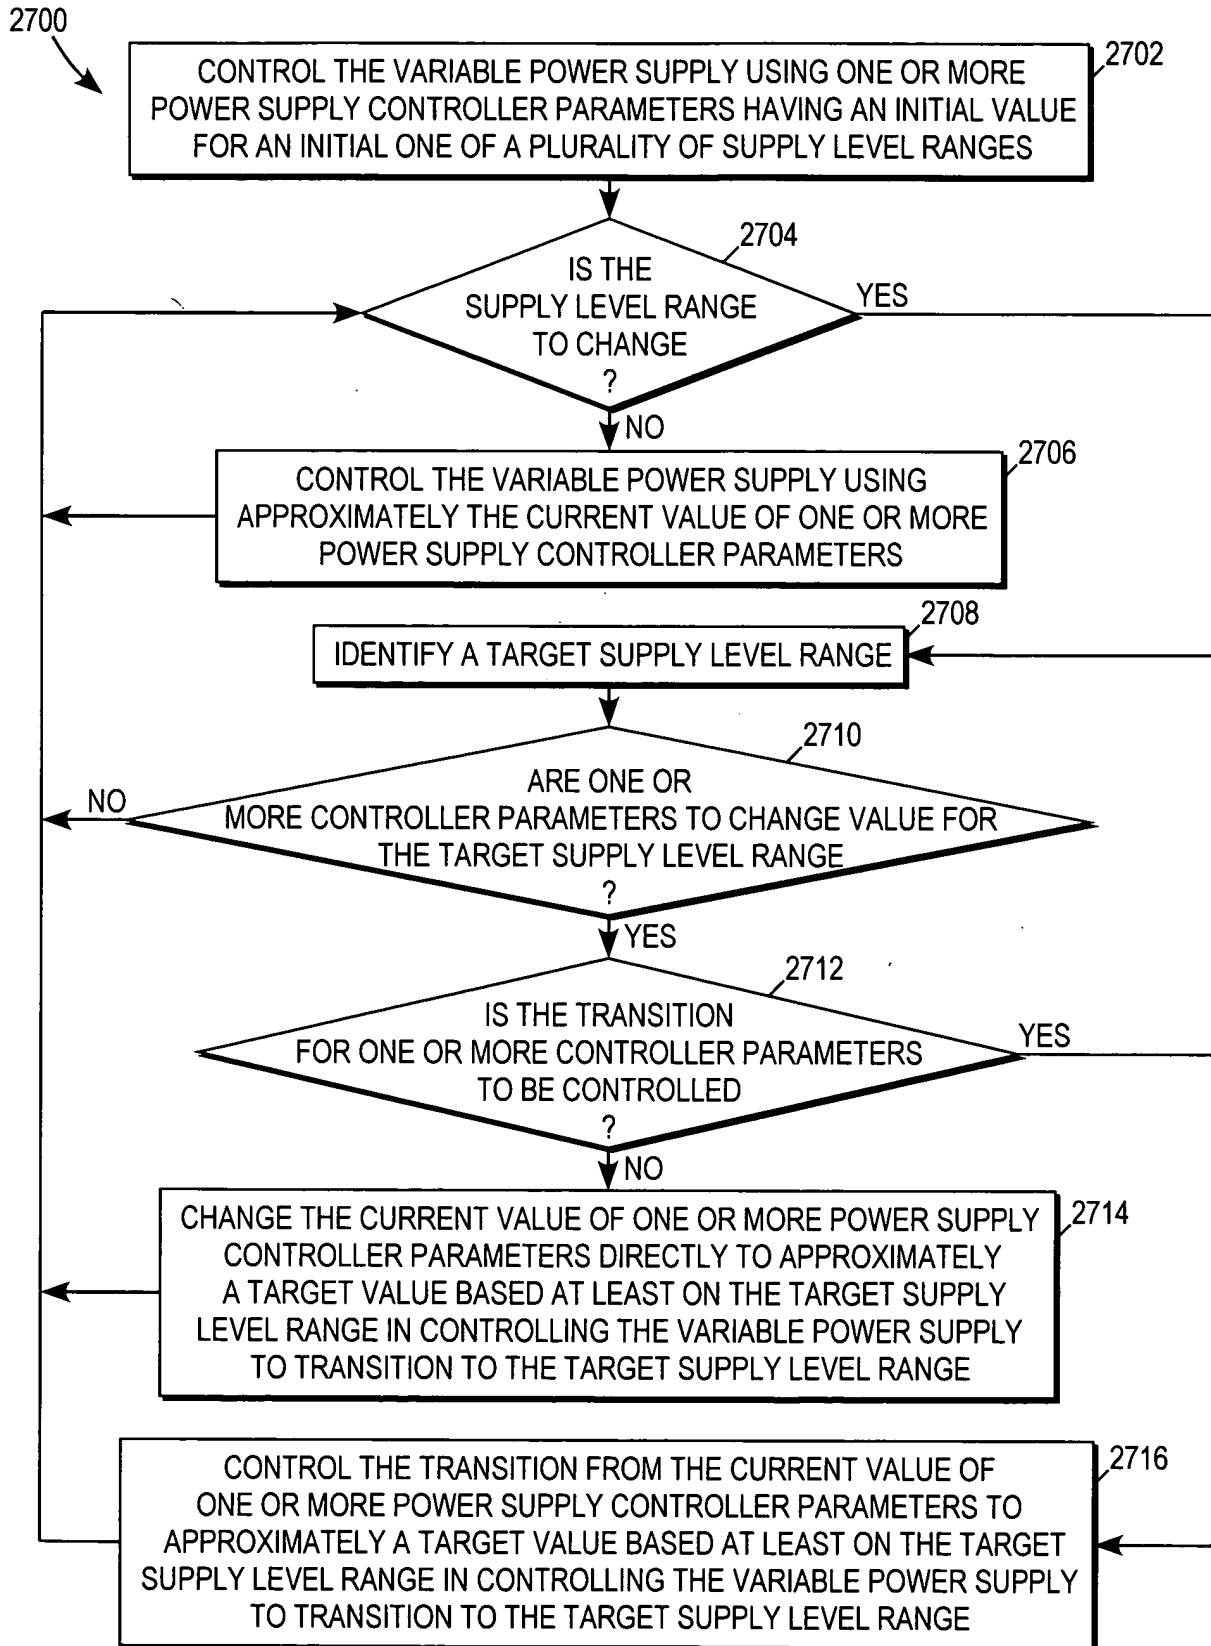 2700
2702
CONTROL THE VARIABLE POWER SUPPLY USING ONE OR MORE
POWER SUPPLY CONTROLLER PARAMETERS HAVING AN INITIAL VALUE
FOR AN INITIAL ONE OF A PLURALITY OF SUPPLY LEVEL RANGES
2704
IS THE
SUPPLY LEVEL RANGE
TO CHANGE
?
YES
NO
2706
CONTROL THE VARIABLE POWER SUPPLY USING
APPROXIMATELY THE CURRENT VALUE OF ONE OR MORE
POWER SUPPLY CONTROLLER PARAMETERS
2708
IDENTIFY A TARGET SUPPLY LEVEL RANGE
2710
ARE ONE OR
MORE CONTROLLER PARAMETERS TO CHANGE VALUE FOR
THE TARGET SUPPLY LEVEL RANGE
?
NO
YES
2712
IS THE TRANSITION
FOR ONE OR MORE CONTROLLER PARAMETERS
TO BE CONTROLLED
?
YES
NO
2714
CHANGE THE CURRENT VALUE OF ONE OR MORE POWER SUPPLY
CONTROLLER PARAMETERS DIRECTLY TO APPROXIMATELY
A TARGET VALUE BASED AT LEAST ON THE TARGET SUPPLY
LEVEL RANGE IN CONTROLLING THE VARIABLE POWER SUPPLY
TO TRANSITION TO THE TARGET SUPPLY LEVEL RANGE
2716
CONTROL THE TRANSITION FROM THE CURRENT VALUE OF
ONE OR MORE POWER SUPPLY CONTROLLER PARAMETERS TO
APPROXIMATELY A TARGET VALUE BASED AT LEAST ON THE TARGET
SUPPLY LEVEL RANGE IN CONTROLLING THE VARIABLE POWER SUPPLY
TO TRANSITION TO THE TARGET SUPPLY LEVEL RANGE